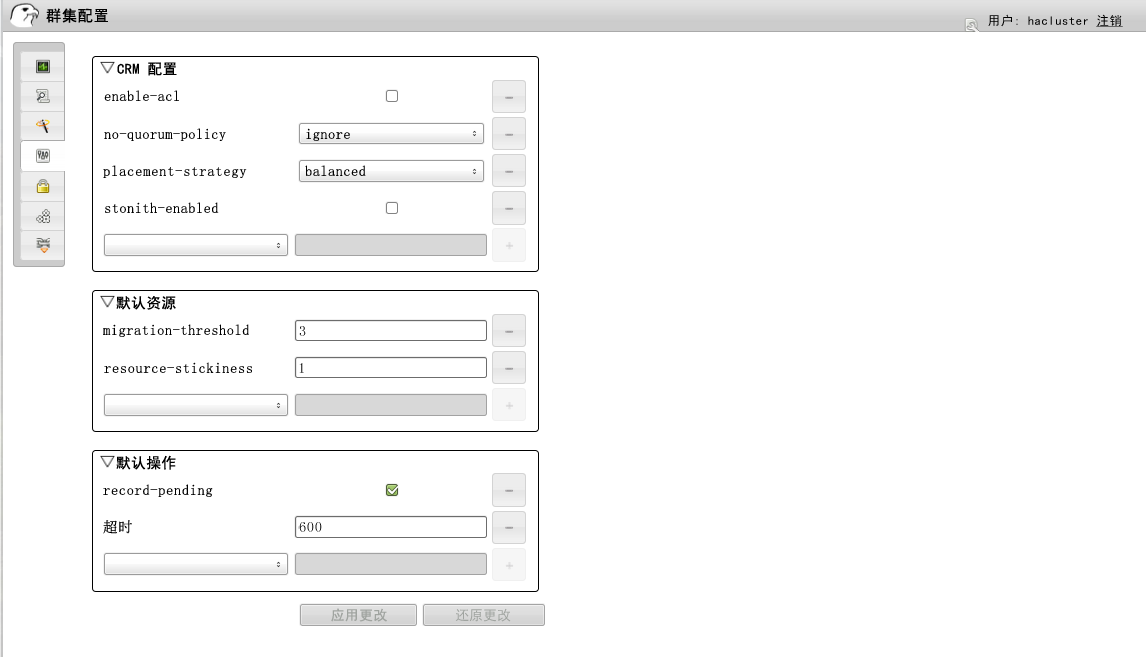 群集配置
用户: hacluster 注销
CRM 配置
enable-acl
no-quorum-policy ignore
placement-strategy balanced
stonith-enabled
默认资源
migration-threshold 3
resource-stickiness 1
默认操作
record-pending
超时 600
应用更改 还原更改